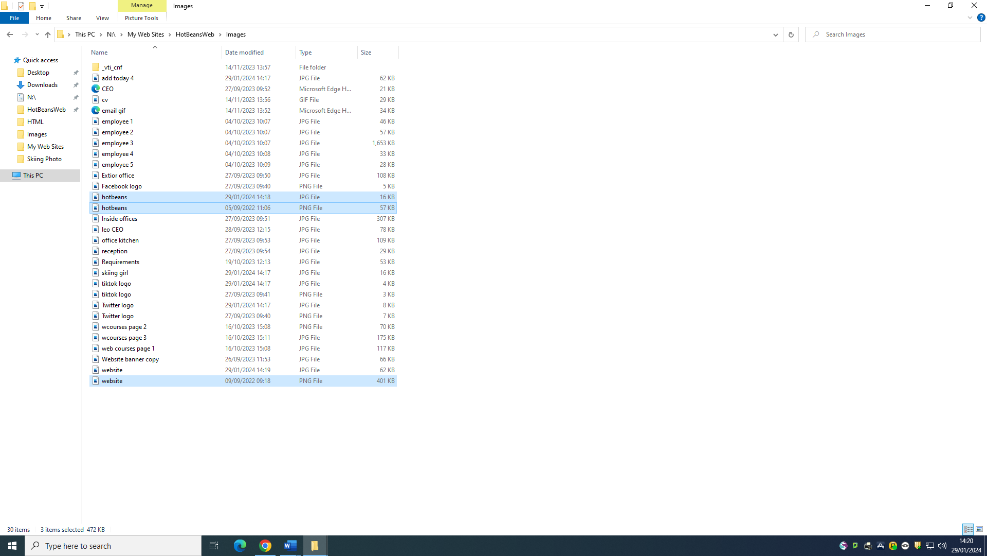 Manage Images
File Home Share View Picture Tools
This PC N:\ My Web Sites HotBeansWeb Images Search Images
Name Date modified Type Size
Quick access
Desktop
Downloads
N:\
HotBeansWeb
HTML
Images
My Web Sites
Skiing Photo
This PC
_vti_cnf 14/11/2023 13:57 File folder
add today 4 29/01/2024 14:17 JPG File 62 KB
CEO 27/09/2023 09:52 Microsoft Edge H... 21 KB
cv 14/11/2023 13:56 GIF File 29 KB
email gif 14/11/2023 13:52 Microsoft Edge H... 34 KB
employee 1 04/10/2023 10:07 JPG File 46 KB
employee 2 04/10/2023 10:07 JPG File 57 KB
employee 3 04/10/2023 10:07 JPG File 1,653 KB
employee 4 04/10/2023 10:08 JPG File 33 KB
employee 5 04/10/2023 10:09 JPG File 28 KB
Extior office 27/09/2023 09:50 JPG File 108 KB
Facebook logo 27/09/2023 09:40 PNG File 5 KB
hotbeans 29/01/2024 14:18 JPG File 16 KB
hotbeans 05/09/2022 11:06 PNG File 57 KB
Inside offices 27/09/2023 09:51 JPG File 307 KB
leo CEO 28/09/2023 12:15 JPG File 78 KB
office kitchen 27/09/2023 09:53 JPG File 109 KB
reception 27/09/2023 09:54 JPG File 29 KB
Requirements 19/10/2023 12:13 JPG File 53 KB
skiing girl 29/01/2024 14:17 JPG File 16 KB
tiktok logo 29/01/2024 14:17 JPG File 4 KB
tiktok logo 27/09/2023 09:41 PNG File 3 KB
Twitter logo 29/01/2024 14:17 JPG File 8 KB
Twitter logo 27/09/2023 09:40 PNG File 7 KB
wcourses page 2 16/10/2023 15:08 PNG File 70 KB
wcourses page 3 16/10/2023 15:11 JPG File 175 KB
web courses page 1 16/10/2023 15:08 JPG File 117 KB
Website banner copy 26/09/2023 11:53 JPG File 66 KB
website 29/01/2024 14:19 JPG File 62 KB
website 09/09/2022 09:18 PNG File 401 KB
30 items 3 items selected 472 KB
Type here to search
14:20
29/01/2024